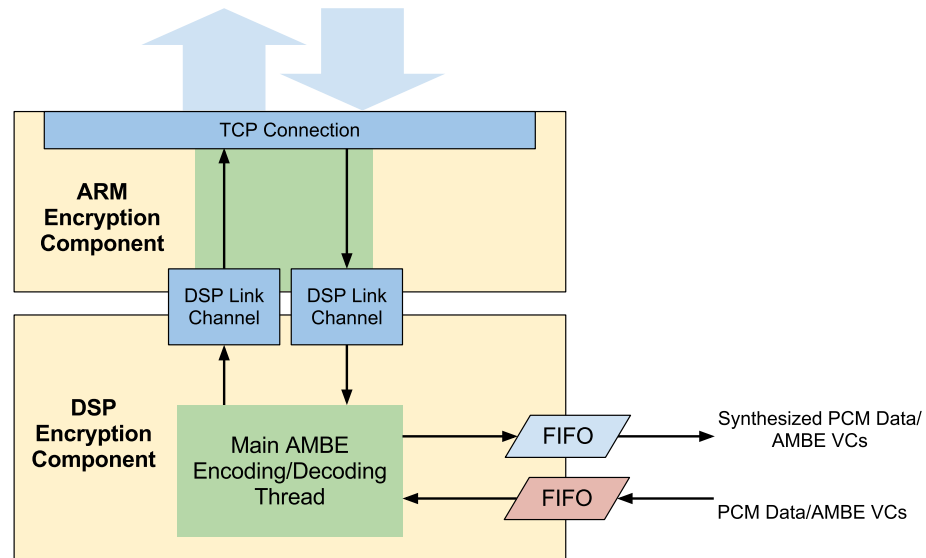 TCP Connection
ARM
Encryption
Component
DSP Link
Channel
DSP Link
Channel
DSP
Encryption
Component
Main AMBE
Encoding/Decoding
Thread
FIFO
Synthesized PCM Data/
AMBE VCs
FIFO
PCM Data/AMBE VCs